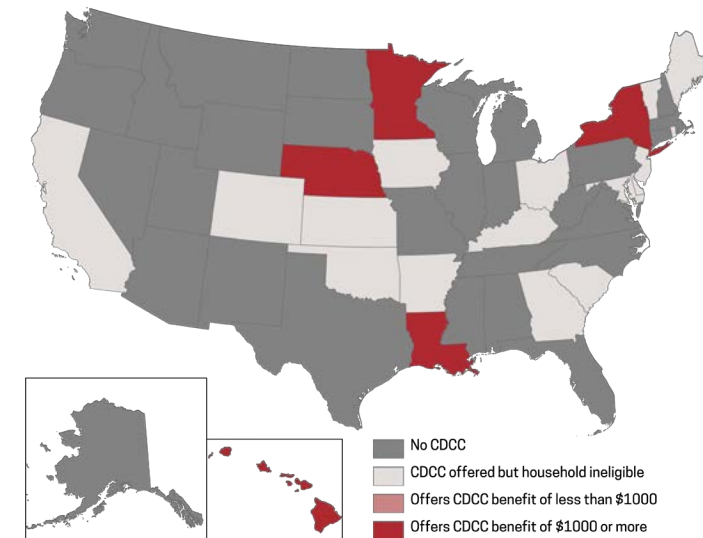 No CDCC
CDCC offered but household ineligible
Offers CDCC benefit of less than $1000
Offers CDCC benefit of $1000 or more